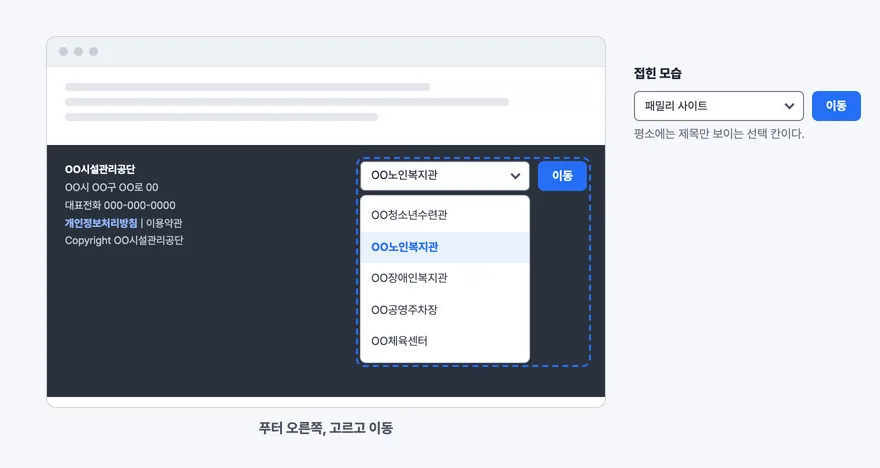 접힌 모습
패밀리 사이트
이동
평소에는 제목만 보이는 선택 칸이다.
OO시설관리공단
OO시 OO구 OO로 00
대표전화 000-000-0000
개인정보처리방침 | 이용약관
Copyright OO시설관리공단
OO노인복지관
이동
OO청소년수련관
OO노인복지관
OO장애인복지관
OO공영주차장
OO체육센터
푸터 오른쪽, 고르고 이동